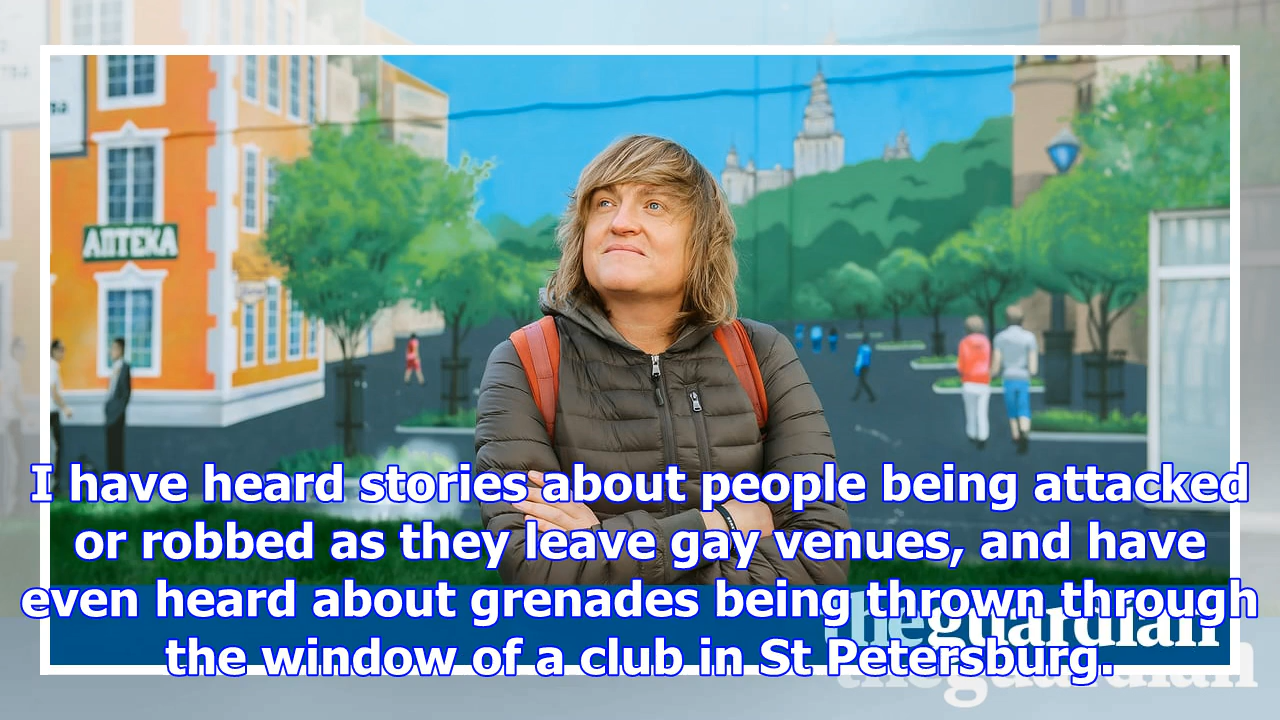 АПТЕКА
I have heard stories about people being attacked
or robbed as they leave gay venues, and have
even heard about grenades being thrown through
the window of a club in St Petersburg.
theguardian
theguardian